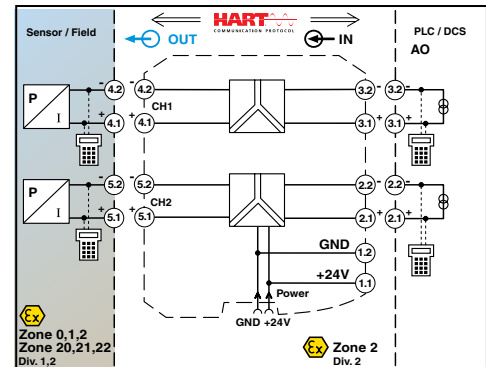 Sensor / Field
HART
COMMUNICATION PROTOCOL
OUT
IN
PLC / DCS
AO
P
I
- 4.2 - 4.2
CH1
3.2 - 3.2 -
+ 4.1 + 4.1
3.1 + 3.1 +
P
I
- 5.2 - 5.2
CH2
2.2 - 2.2 -
+ 5.1 + 5.1
2.1 + 2.1 +
GND 1.2
+24V 1.1
Power
GND +24V
Ex
Zone 0,1,2
Zone 20,21,22
Div. 1,2
Ex
Zone 2
Div. 2